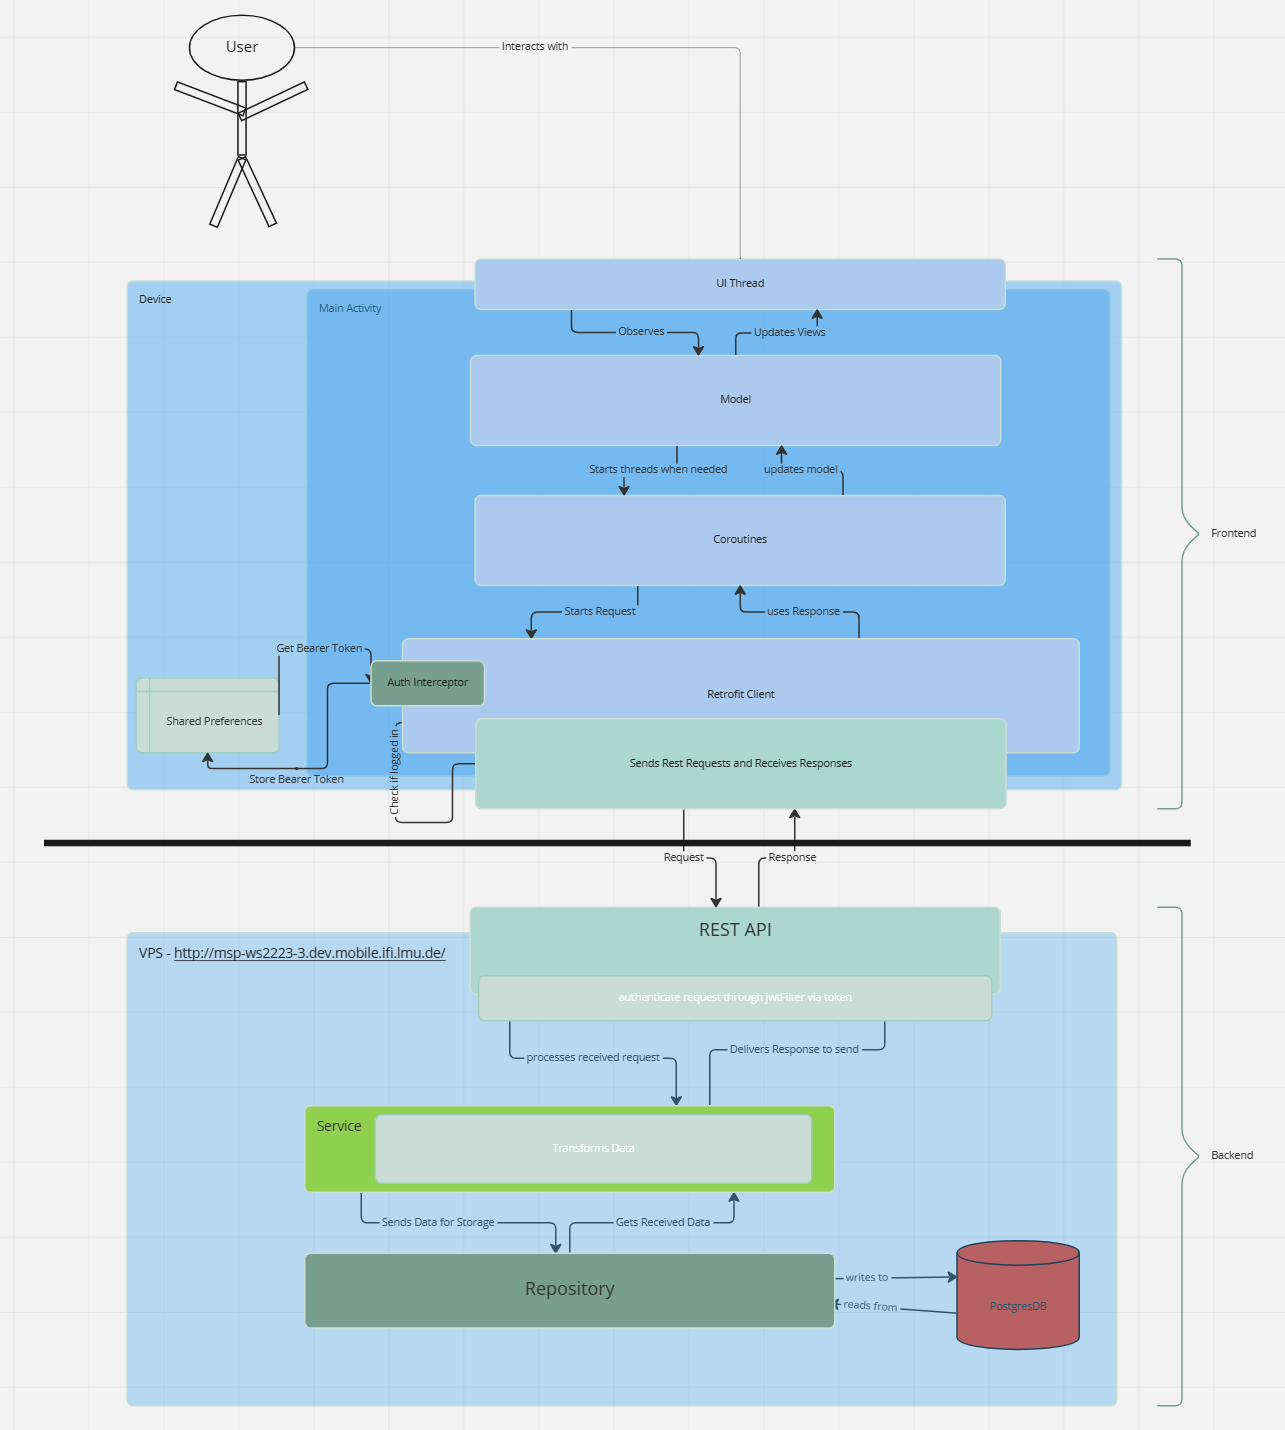 User
Interacts with
UI Thread
Device
Main Activity
Observes
Updates Views
Model
Starts threads when needed
updates model
Coroutines
Frontend
Starts Request
uses Response
Get Bearer Token
Auth Interceptor
Retrofit Client
Shared Preferences
Check if logged in
Sends Rest Requests and Receives Responses
Store Bearer Token
Request
Response
REST API
VPS - http://msp-ws2223-3.dev.mobile.ifi.lmu.de/
authenticate request through jwtFilter via token
processes received request
Delivers Response to send
Service
Transforms Data
Backend
Sends Data for Storage
Gets Received Data
Repository
writes to
reads from
PostgresDB